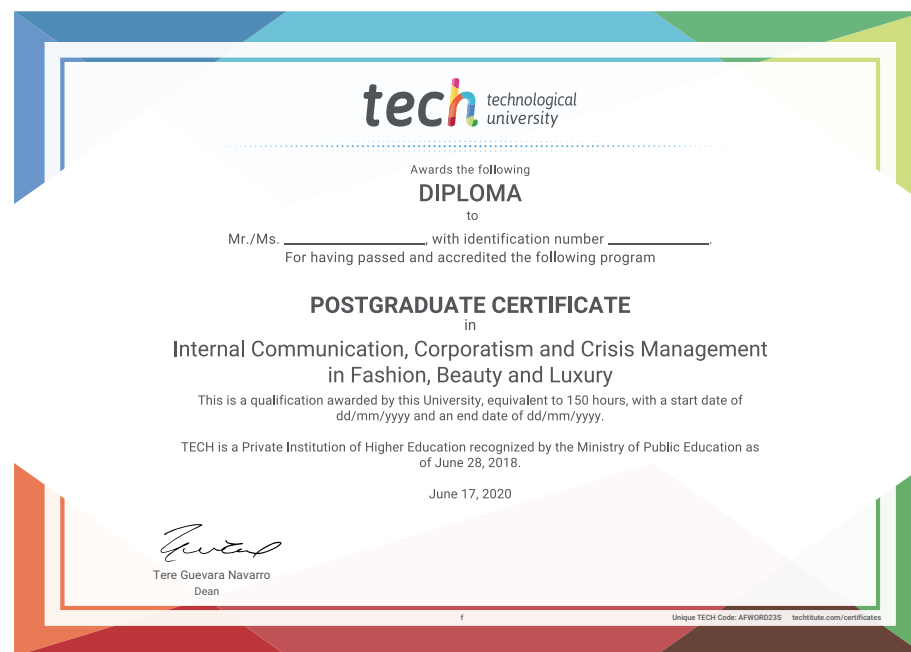 tech technological
university
Awards the following
DIPLOMA
to
Mr./Ms. ____________________, with identification number ______________.
For having passed and accredited the following program
POSTGRADUATE CERTIFICATE
in
Internal Communication, Corporatism and Crisis Management
in Fashion, Beauty and Luxury
This is a qualification awarded by this University, equivalent to 150 hours, with a start date of
dd/mm/yyyy and an end date of dd/mm/yyyy.
TECH is a Private Institution of Higher Education recognized by the Ministry of Public Education as
of June 28, 2018.
June 17, 2020
Tere Guevara Navarro
Dean
f
Unique TECH Code: AFWORD23S techtitute.com/certificates